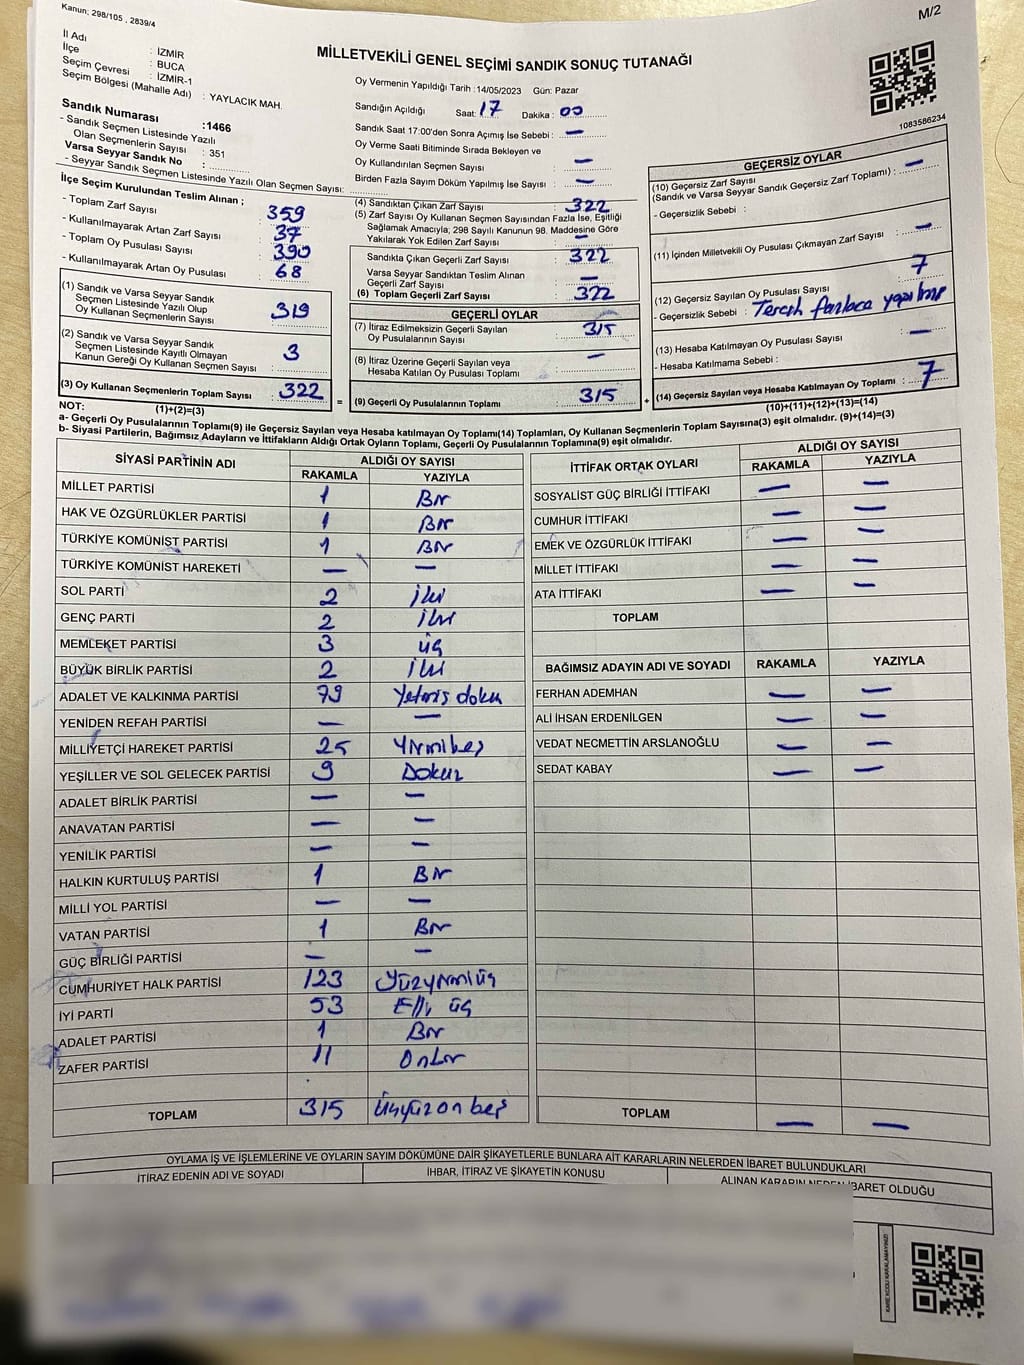 Kanun; 298/105 , 2839/4
M/2
İl Adı : İZMİR
İlçe : BUCA
Seçim Çevresi : İZMİR-1
Seçim Bölgesi (Mahalle Adı) : YAYLACIK MAH.
MİLLETVEKİLİ GENEL SEÇİMİ SANDIK SONUÇ TUTANAĞI
Oy Vermenin Yapıldığı Tarih :14/05/2023 Gün: Pazar
Sandığın Açıldığı Saat: 17 Dakika : 00
Sandık Saat 17:00'den Sonra Açımış İse Sebebi : —
Oy Verme Saati Bitiminde Sırada Bekleyen ve
Oy Kullandırılan Seçmen Sayısı : —
Birden Fazla Sayım Döküm Yapılmış İse Sayısı : —
1083586234
Sandık Numarası :1466
- Sandık Seçmen Listesinde Yazılı
Olan Seçmenlerin Sayısı : 351
Varsa Seyyar Sandık No :
- Seyyar Sandık Seçmen Listesinde Yazılı Olan Seçmen Sayısı:
İlçe Seçim Kurulundan Teslim Alınan ;
- Toplam Zarf Sayısı : 359
- Kullanılmayarak Artan Zarf Sayısı : 37
- Toplam Oy Pusulası Sayısı : 390
- Kullanılmayarak Artan Oy Pusulası : 68
(1) Sandık ve Varsa Seyyar Sandık
Seçmen Listesinde Yazılı Olup
Oy Kullanan Seçmenlerin Sayısı : 319
(2) Sandık ve Varsa Seyyar Sandık
Seçmen Listesinde Kayıtlı Olmayan
Kanun Gereği Oy Kullanan Seçmen Sayısı : 3
(3) Oy Kullanan Seçmenlerin Toplam Sayısı : 322
(1)+(2)=(3)
(4) Sandıktan Çıkan Zarf Sayısı : 322
(5) Zarf Sayısı Oy Kullanan Seçmen Sayısından Fazla İse, Eşitliği
Sağlamak Amacıyla; 298 Sayılı Kanunun 98. Maddesine Göre
Yakılarak Yok Edilen Zarf Sayısı : —
Sandıkla Çıkan Geçerli Zarf Sayısı : 322
Varsa Seyyar Sandıktan Teslim Alınan
Geçerli Zarf Sayısı : —
(6) Toplam Geçerli Zarf Sayısı : 322
GEÇERLİ OYLAR
(7) İtiraz Edilmeksizin Geçerli Sayılan
Oy Pusulalarının Sayısı : 315
(8) İtiraz Üzerine Geçerli Sayılan veya
Hesaba Katılan Oy Pusulası Toplamı : —
= (9) Geçerli Oy Pusulalarının Toplamı : 315 +
GEÇERSİZ OYLAR
(10) Geçersiz Zarf Sayısı
(Sandık ve Varsa Seyyar Sandık Geçersiz Zarf Toplamı) : —
- Geçersizlik Sebebi :
(11) İçinden Milletvekili Oy Pusulası Çıkmayan Zarf Sayısı : —
(12) Geçersiz Sayılan Oy Pusulası Sayısı : 7
- Geçersizlik Sebebi : Tercih fazlaca yapılmış
(13) Hesaba Katılmayan Oy Pusulası Sayısı : —
- Hesaba Katılmama Sebebi :
(14) Geçersiz Sayılan veya Hesaba Katılmayan Oy Toplamı : 7
(10)+(11)+(12)+(13)=(14)
NOT:
a- Geçerli Oy Pusulalarının Toplamı(9) ile Geçersiz Sayılan veya Hesaba katılmayan Oy Toplamı(14) Toplamları, Oy Kullanan Seçmenlerin Toplam Sayısına(3) eşit olmalıdır. (9)+(14)=(3)
b- Siyasi Partilerin, Bağımsız Adayların ve İttifakların Aldığı Ortak Oyların Toplamı, Geçerli Oy Pusulalarının Toplamına(9) eşit olmalıdır.
SİYASİ PARTİNİN ADI ALDIĞI OY SAYISI
RAKAMLA YAZIYLA
MİLLET PARTİSİ 1 Bir
HAK VE ÖZGÜRLÜKLER PARTİSİ 1 Bir
TÜRKİYE KOMÜNİST PARTİSİ 1 Bir
TÜRKİYE KOMÜNİST HAREKETİ — —
SOL PARTİ 2 iki
GENÇ PARTİ 2 iki
MEMLEKET PARTİSİ 3 üç
BÜYÜK BİRLİK PARTİSİ 2 iki
ADALET VE KALKINMA PARTİSİ 79 Yetmiş dokuz
YENİDEN REFAH PARTİSİ — —
MİLLİYETÇİ HAREKET PARTİSİ 25 Yirmibeş
YEŞİLLER VE SOL GELECEK PARTİSİ 9 Dokuz
ADALET BİRLİK PARTİSİ — —
ANAVATAN PARTİSİ — —
YENİLİK PARTİSİ — —
HALKIN KURTULUŞ PARTİSİ 1 Bir
MİLLİ YOL PARTİSİ — —
VATAN PARTİSİ 1 Bir
GÜÇ BİRLİĞİ PARTİSİ — —
CUMHURİYET HALK PARTİSİ 123 Yüzyirmiüç
İYİ PARTİ 53 Elli üç
ADALET PARTİSİ 1 Bir
ZAFER PARTİSİ 11 Onbir
TOPLAM 315 Üçyüzonbeş
İTTİFAK ORTAK OYLARI ALDIĞI OY SAYISI
RAKAMLA YAZIYLA
SOSYALİST GÜÇ BİRLİĞİ İTTİFAKI — —
CUMHUR İTTİFAKI — —
EMEK VE ÖZGÜRLÜK İTTİFAKI — —
MİLLET İTTİFAKI — —
ATA İTTİFAKI — —
TOPLAM
BAĞIMSIZ ADAYIN ADI VE SOYADI RAKAMLA YAZIYLA
FERHAN ADEMHAN — —
ALİ İHSAN ERDENİLGEN — —
VEDAT NECMETTİN ARSLANOĞLU — —
SEDAT KABAY — —
TOPLAM — —
OYLAMA İŞ VE İŞLEMLERİNE VE OYLARIN SAYIM DÖKÜMÜNE DAİR ŞİKAYETLERLE BUNLARA AİT KARARLARIN NELERDEN İBARET BULUNDUKLARI
İTİRAZ EDENİN ADI VE SOYADI İHBAR, İTİRAZ VE ŞİKAYETİN KONUSU ALINAN KARARIN NEDEN İBARET OLDUĞU
KARE KODU KARALAMAYINIZ!